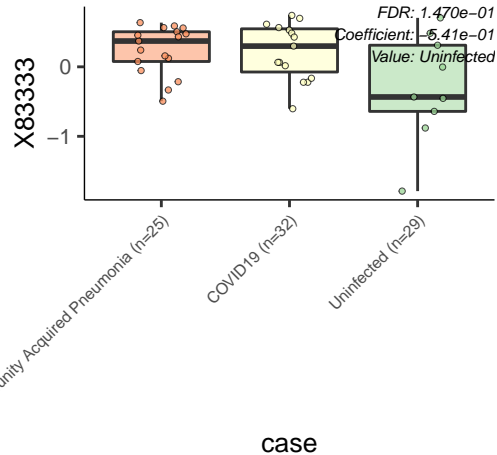 FDR: 1.470e-01
Coefficient: -5.41e-01
Value: Uninfected
X83333
0
−1
unity Acquired Pneumonia (n=25)
COVID19 (n=32)
Uninfected (n=29)
case